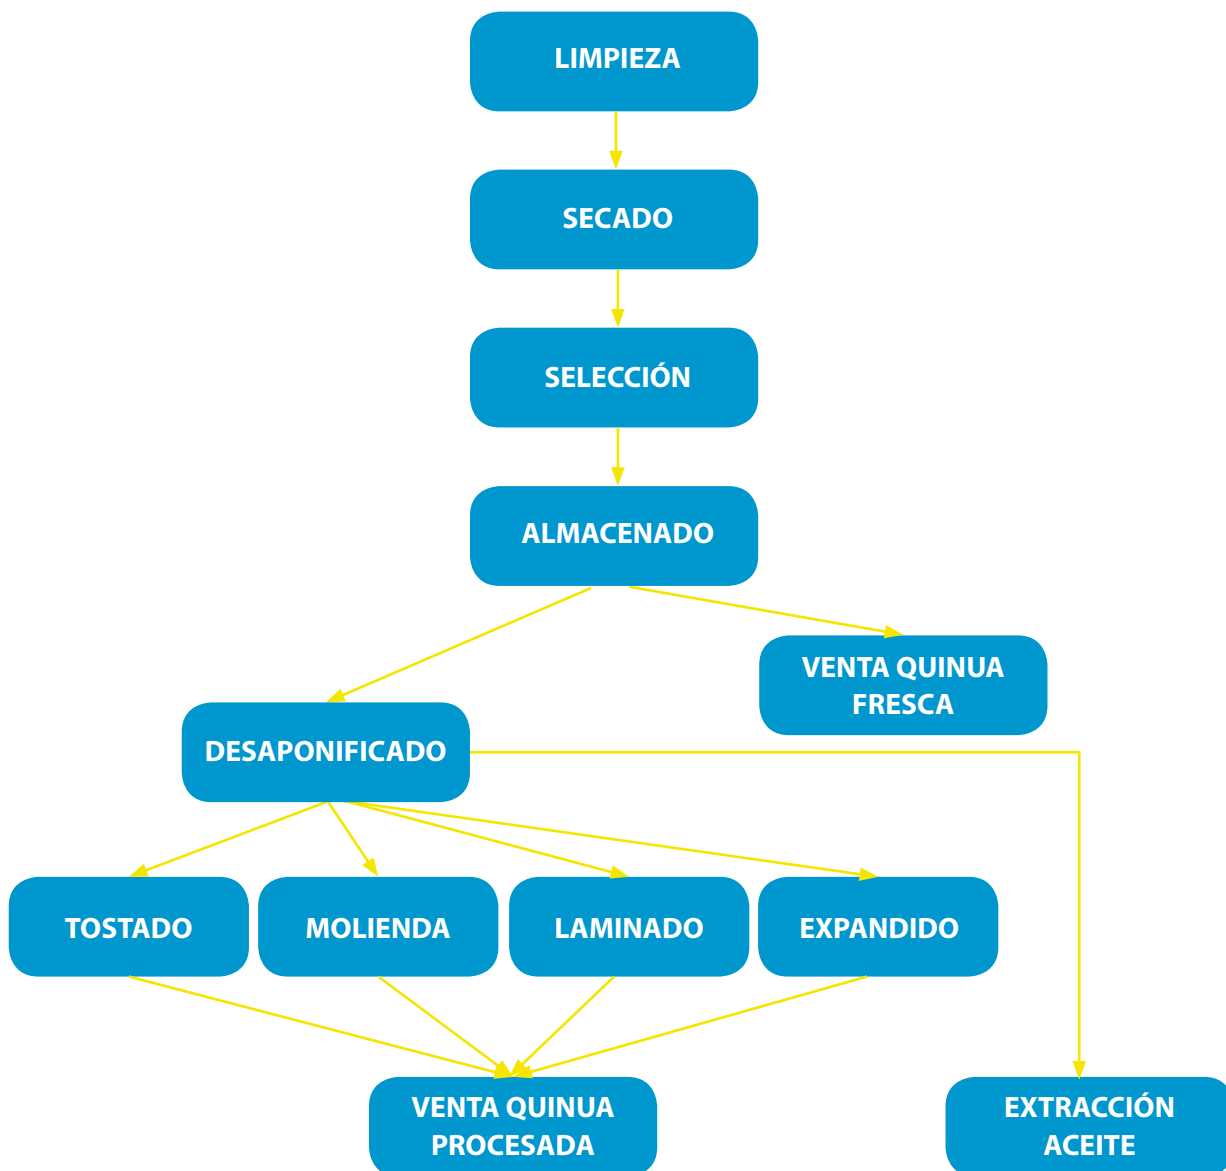 LIMPIEZA
SECADO
SELECCIÓN
ALMACENADO
VENTA QUINUA
FRESCA
DESAPONIFICADO
TOSTADO
MOLIENDA
LAMINADO
EXPANDIDO
VENTA QUINUA
PROCESADA
EXTRACCIÓN
ACEITE